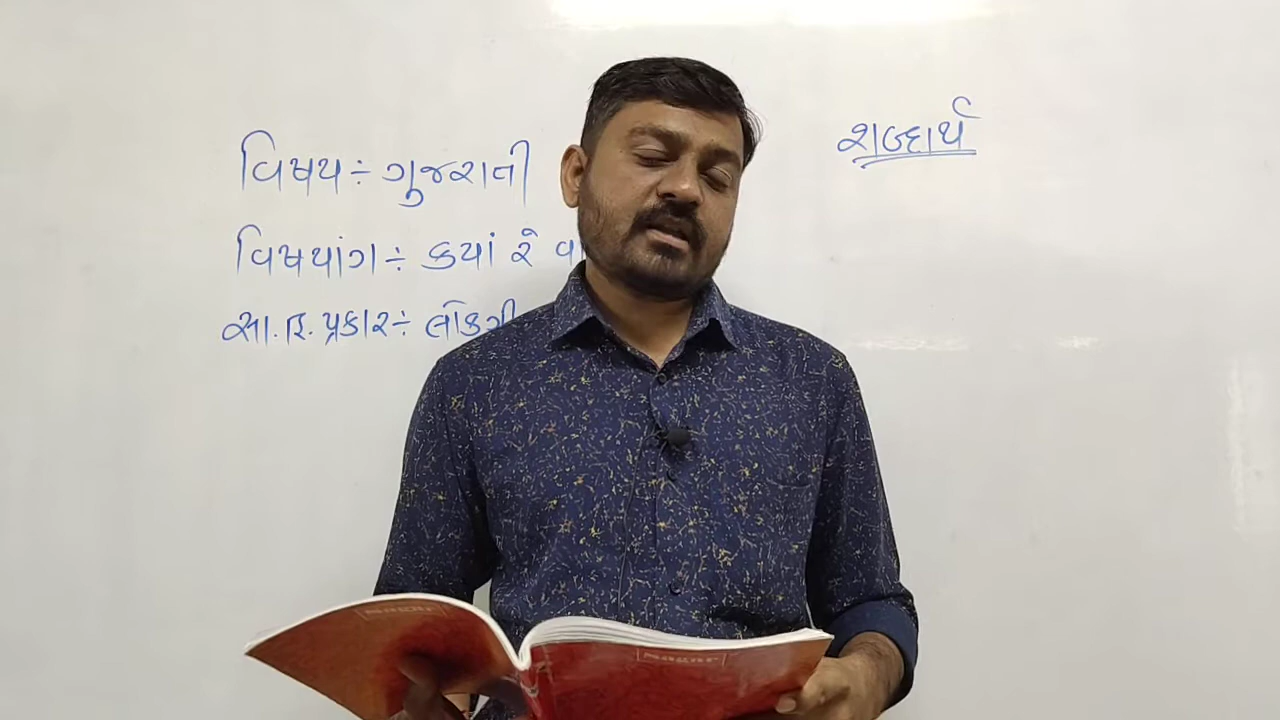 વિષય ÷ ગુજરાતી
વિષયાંગ ÷ કયાં રે વા
સા. િન. પ્રકાર ÷ લોકગી
શબ્દાર્થ